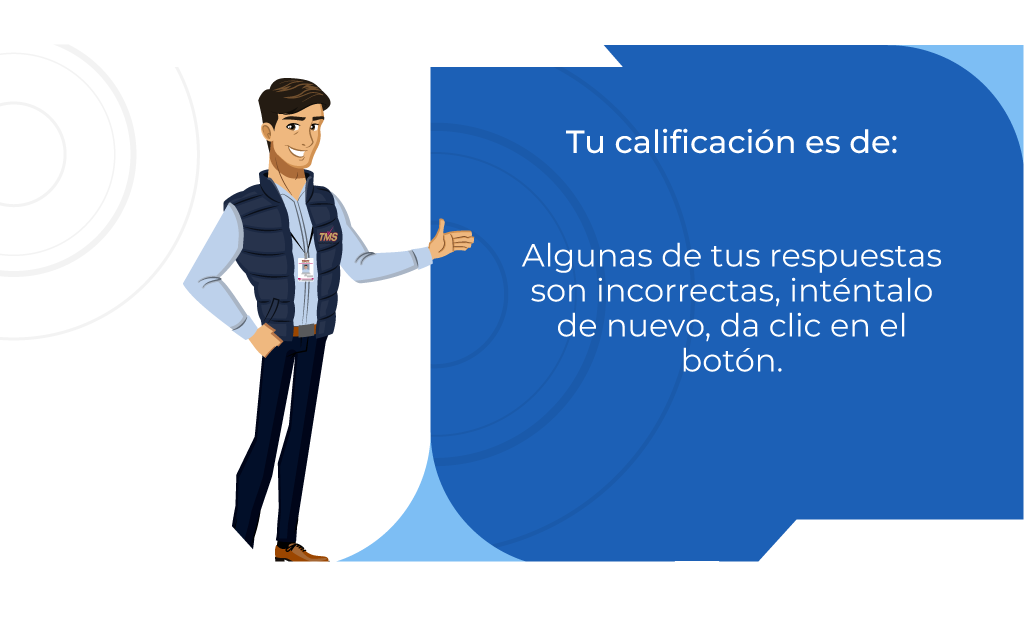 Tu calificación es de:
TMS
Algunas de tus respuestas
son incorrectas, inténtalo
de nuevo, da clic en el
botón.